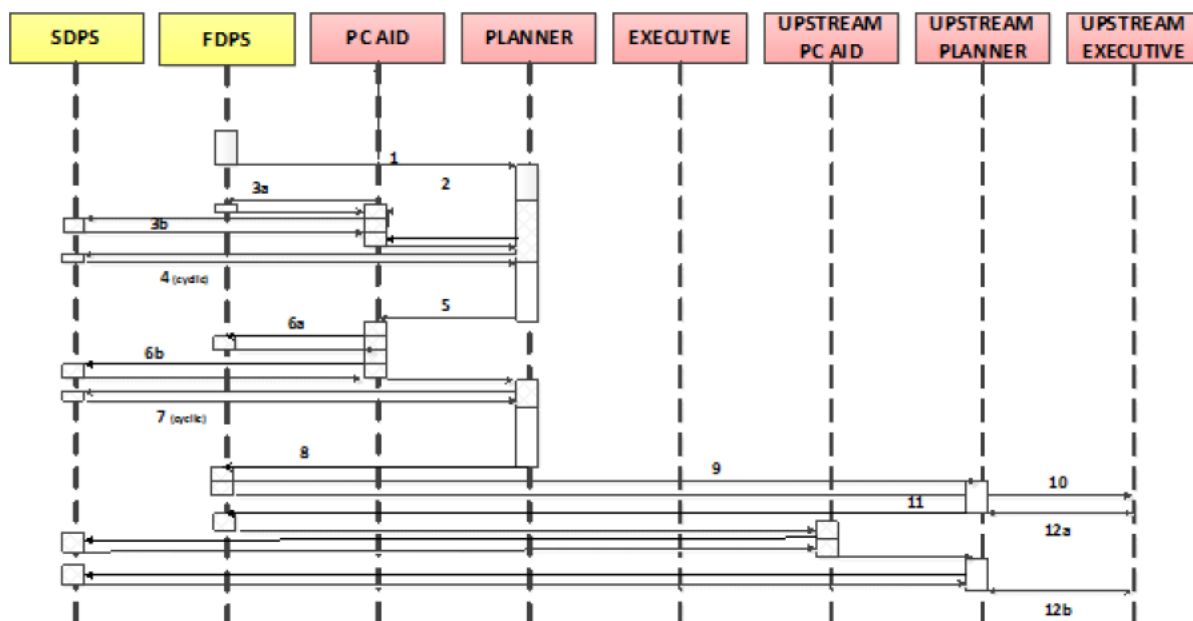 SDPS
FDPS
PC AID
PLANNER
EXECUTIVE
UPSTREAM
PC AID
UPSTREAM
PLANNER
UPSTREAM
EXECUTIVE
1
2
3a
3b
4 (cyclic)
5
6a
6b
7 (cyclic)
8
9
10
11
12a
12b